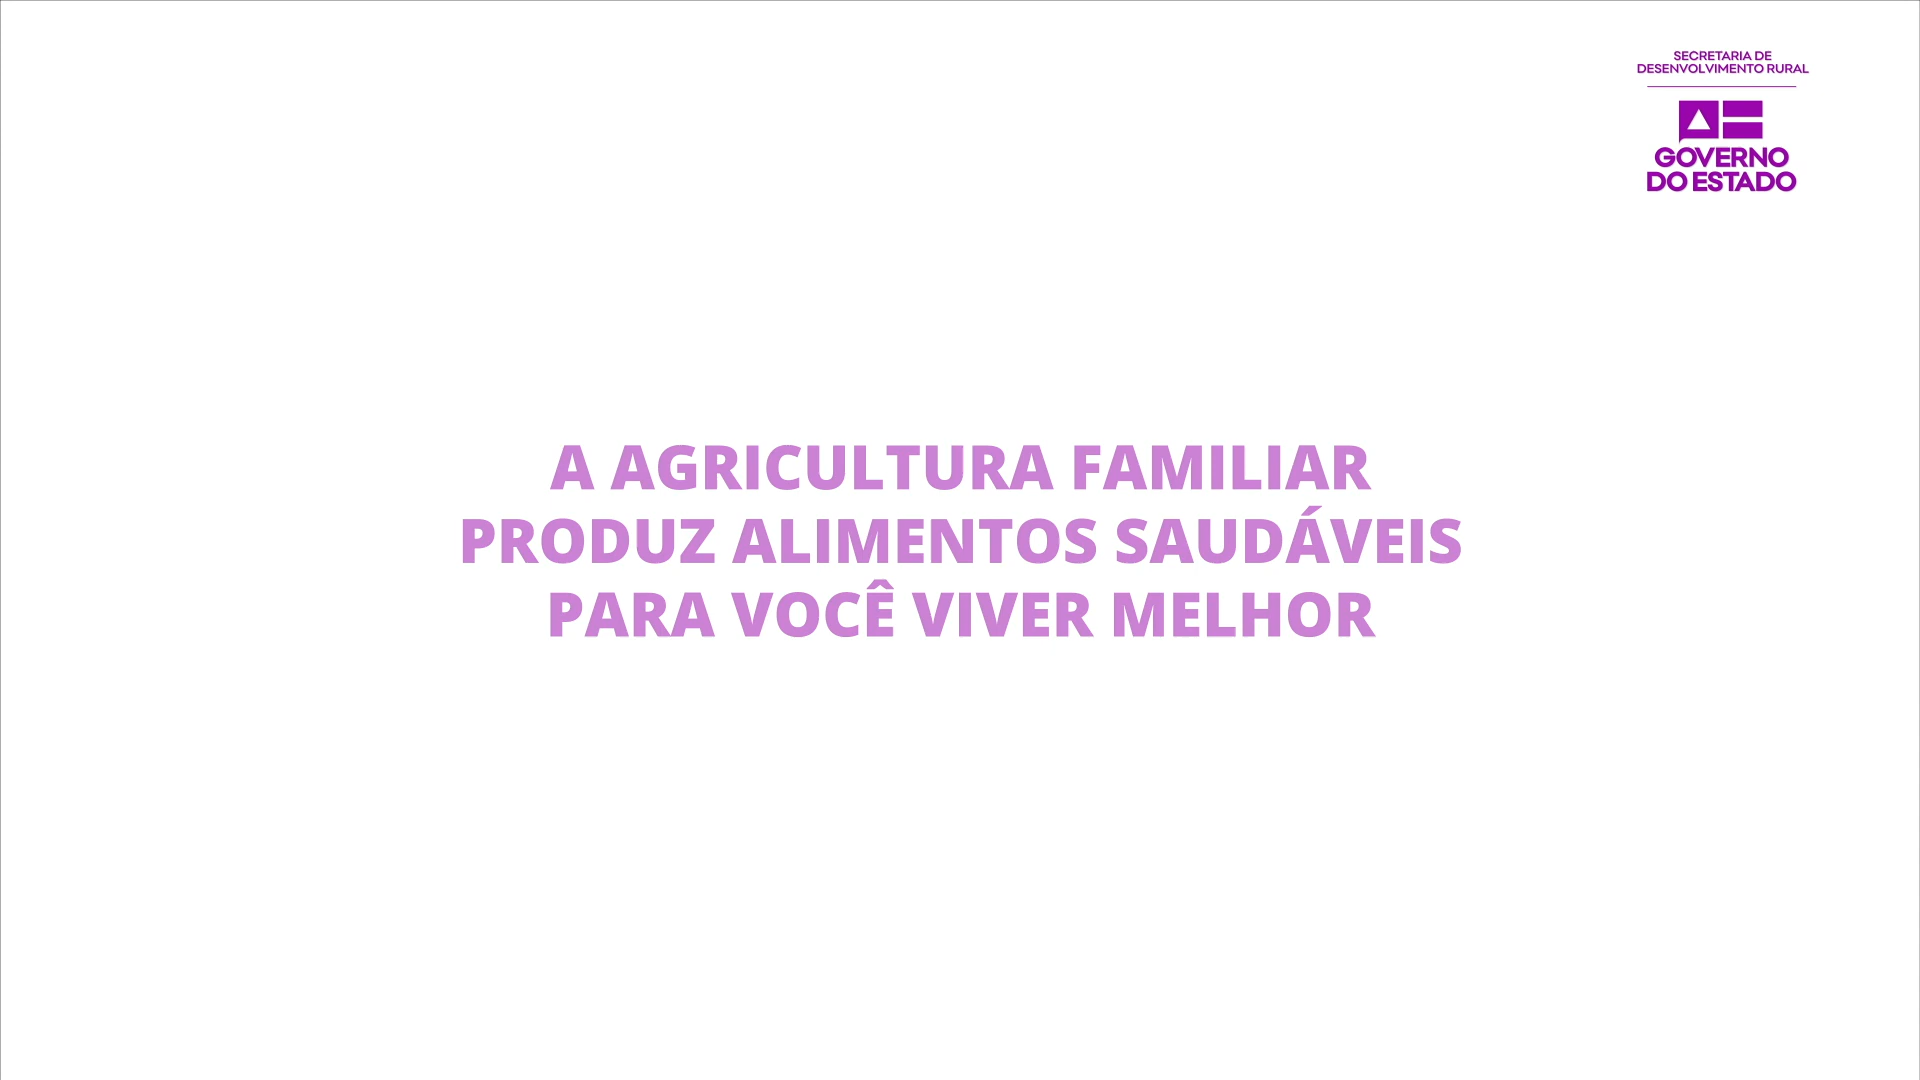 SECRETARIA DE
DESENVOLVIMENTO RURAL
GOVERNO
DO ESTADO
A AGRICULTURA FAMILIAR
PRODUZ ALIMENTOS SAUDÁVEIS
PARA VOCÊ VIVER MELHOR